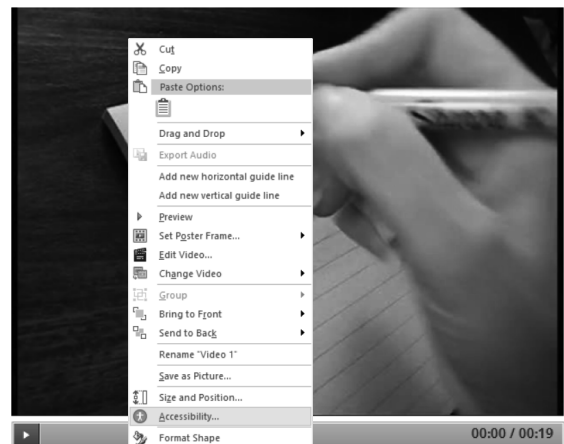 Cut
Copy
Paste Options:
Drag and Drop
Export Audio
Add new horizontal guide line
Add new vertical guide line
Preview
Set Poster Frame...
Edit Video...
Change Video
Group
Bring to Front
Send to Back
Rename "Video 1"
Save as Picture...
Size and Position...
Accessibility...
Format Shape
00:00 / 00:19